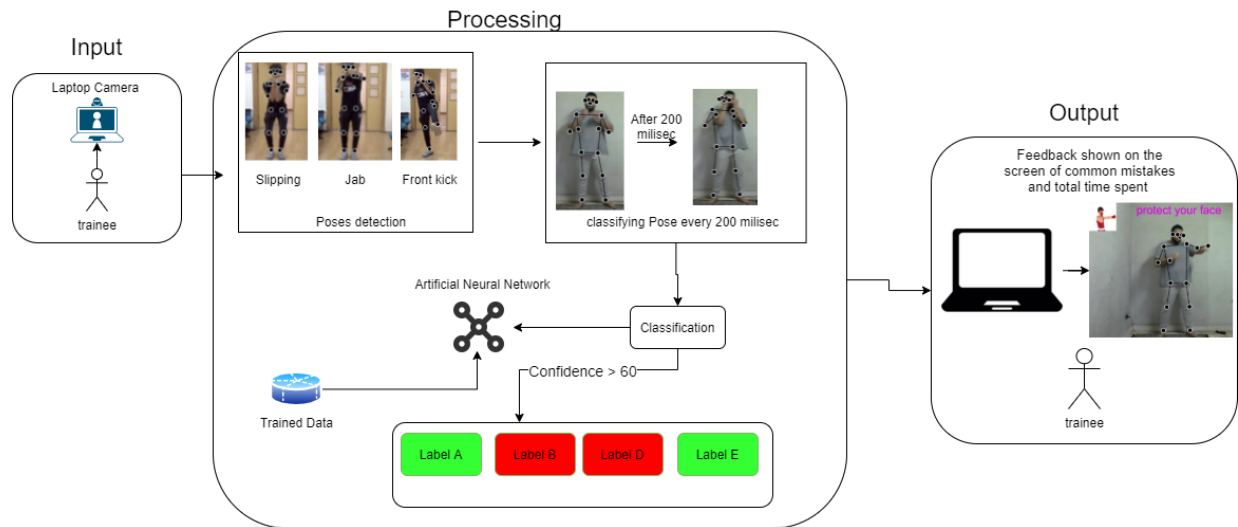 Processing
Input
Laptop Camera
trainee
Slipping
Jab
Front kick
Poses detection
After 200
milisec
classifying Pose every 200 milisec
Artificial Neural Network
Classification
Confidence > 60
Trained Data
Label A
Label B
Label D
Label E
Output
Feedback shown on the
screen of common mistakes
and total time spent
protect your face
trainee